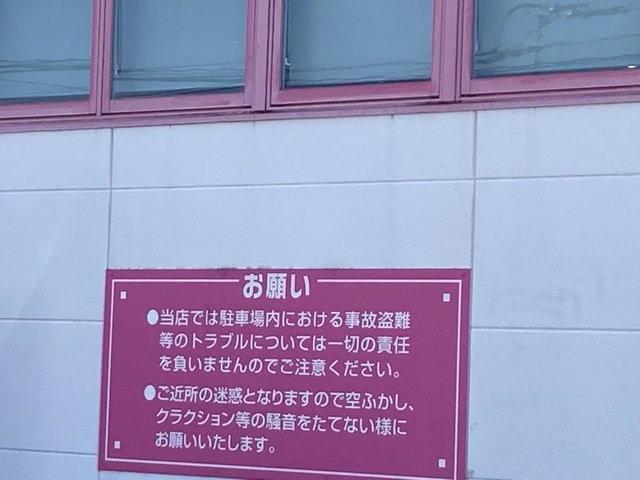 お願い
●当店では駐車場内における事故盗難
等のトラブルについては一切の責任
を負いませんのでご注意ください。
●ご近所の迷惑となりますので空ふかし、
クラクション等の騒音をたてない様に
お願いいたします。